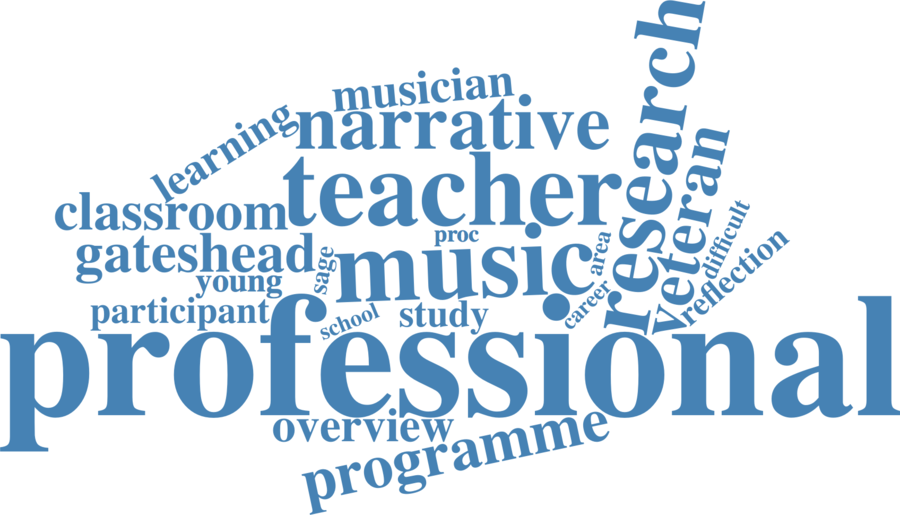 research
musician
narrative
learning
veteran
teacher
classroom
difficult
proc
music
area
gateshead
sage
reflection
young
career
participant
school
study
professional
overview
programme